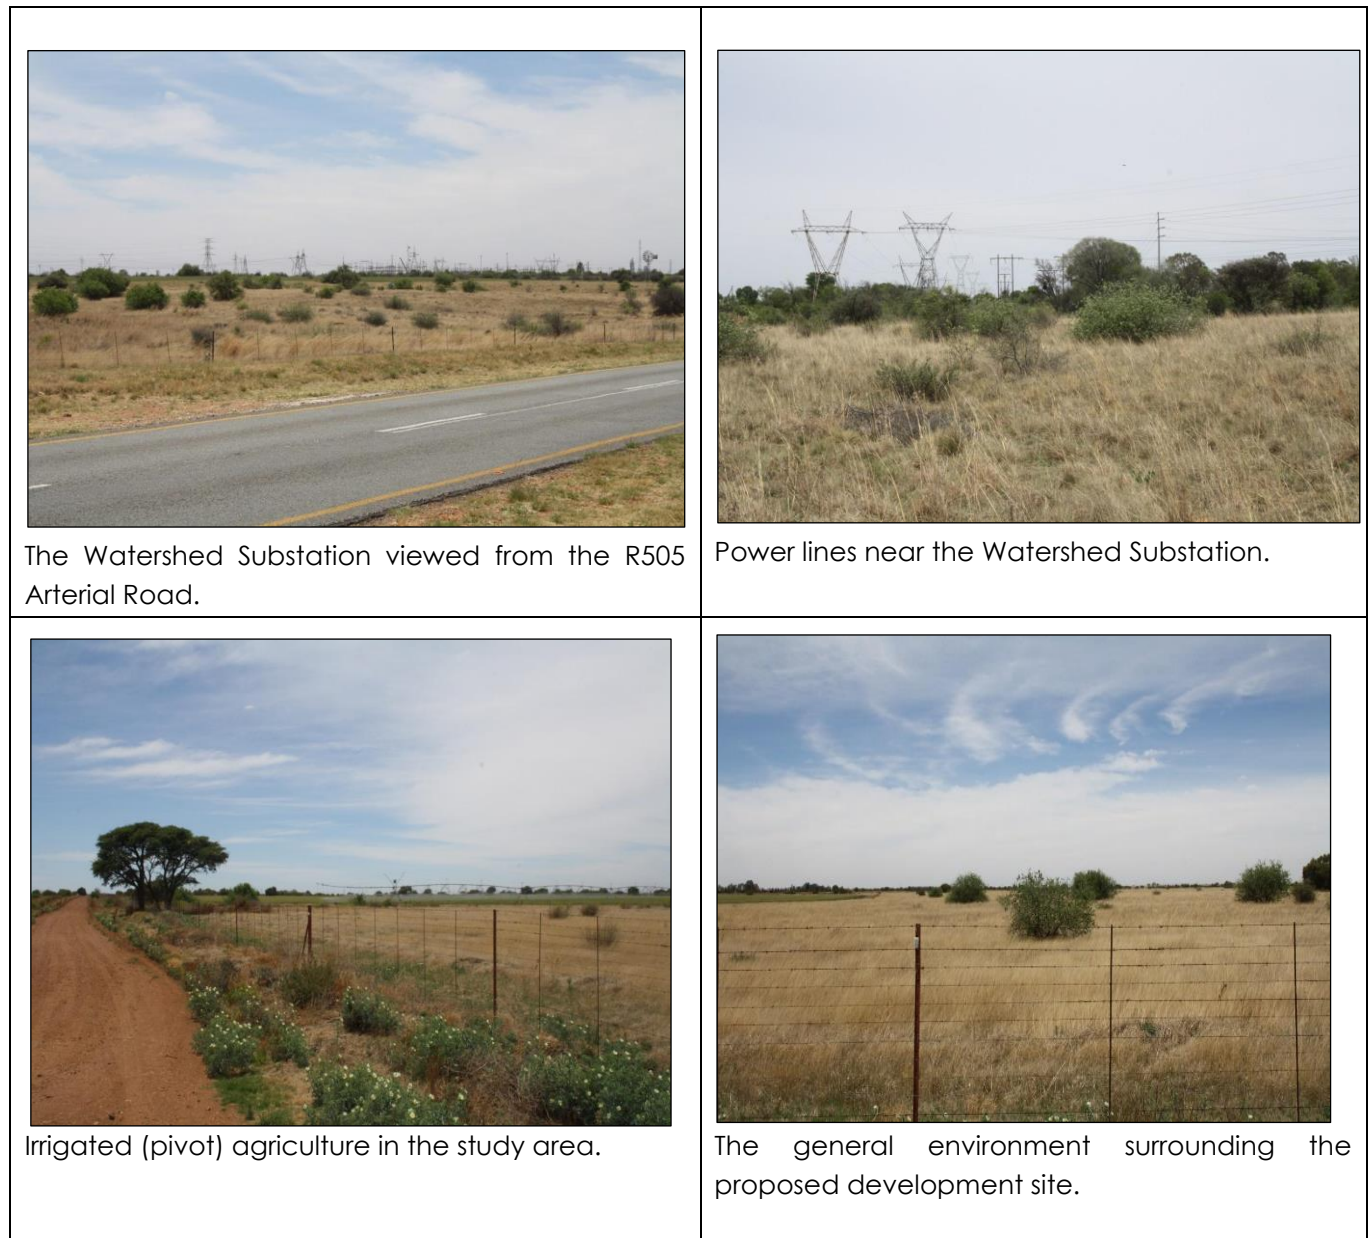 The Watershed Substation viewed from the R505
Arterial Road.
Power lines near the Watershed Substation.
Irrigated (pivot) agriculture in the study area.
The general environment surrounding the
proposed development site.